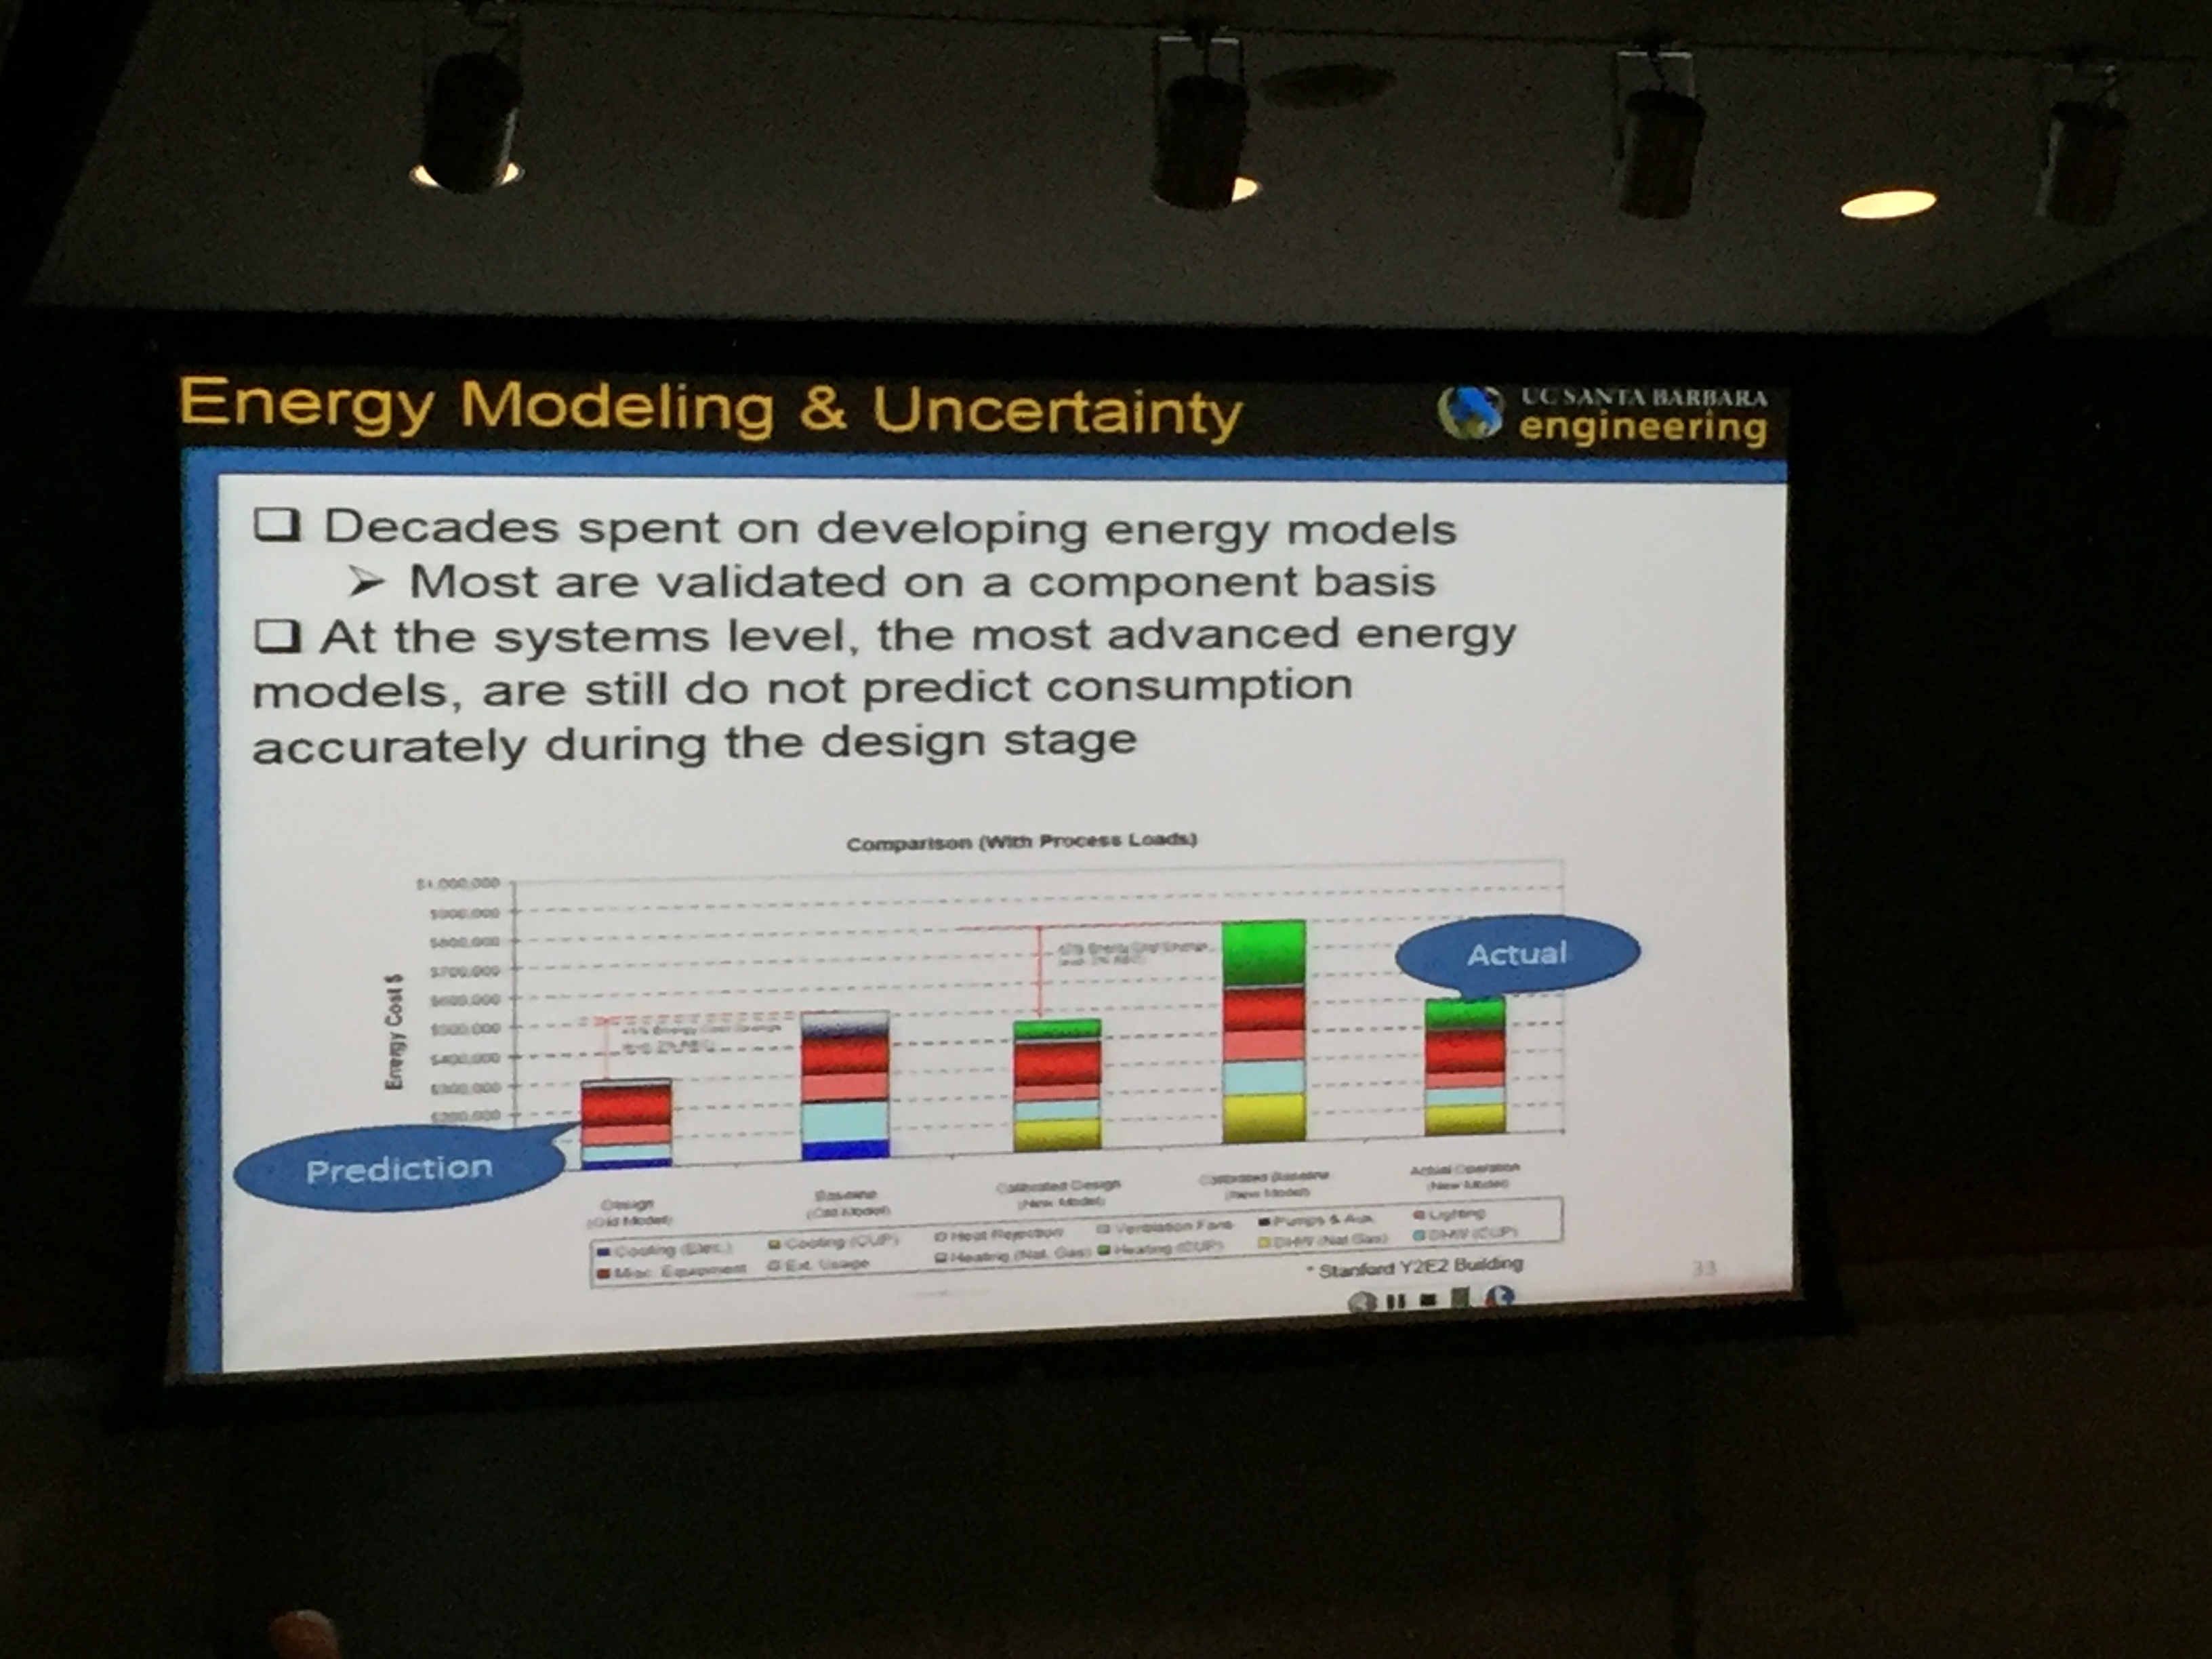 Energy Modeling & Uncertainty
UC SANTA BARBARA
engineering
❑ Decades spent on developing energy models
➢ Most are validated on a component basis
❑ At the systems level, the most advanced energy
models, are still do not predict consumption
accurately during the design stage
Comparison (With Process Loads)
Energy Cost $
$1,000,000
$900,000
$800,000
$700,000
$600,000
$500,000
$400,000
$300,000
$200,000
Energy Cost
Energy Cost
Actual
Prediction
Design
(Old Model)
Baseline
(Old Model)
Calibrated Design
(New Model)
Calibrated Baseline
(New Model)
Actual Operation
(New Model)
Cooling (Elec.) Cooling (CUP) Heat Rejection Ventilation Fans Pumps & Aux. Lighting
Misc. Equipment Ext. Usage Heating (Nat. Gas) Heating (CUP) DHW (Nat Gas) DHW (CUP)
* Stanford Y2E2 Building
33